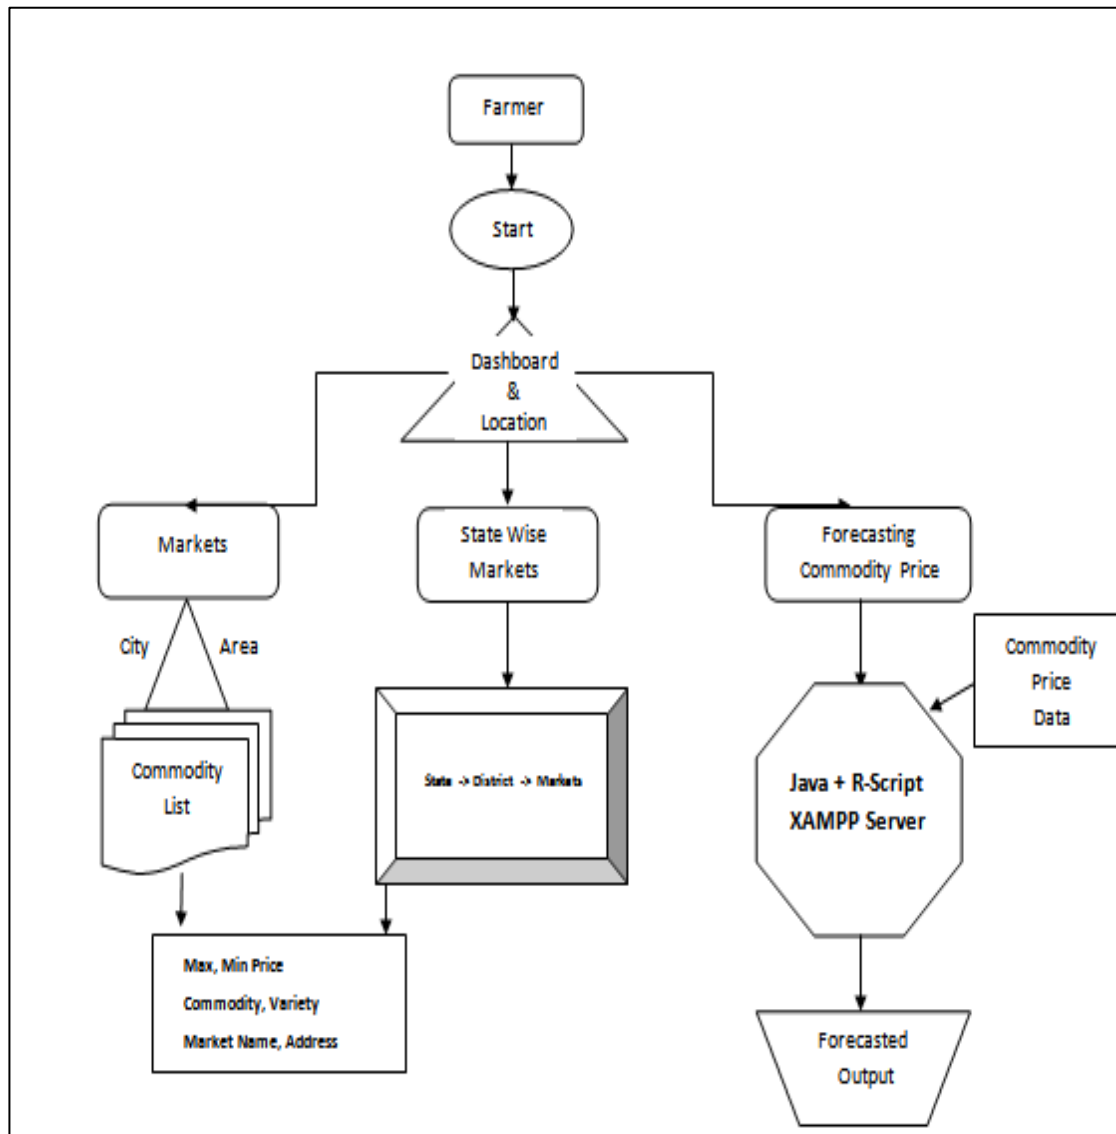 Farmer
Start
Dashboard
&
Location
Markets
State Wise
Markets
Forecasting
Commodity Price
City
Area
Commodity
Price
Data
Commodity
List
State -> District -> Markets
Java + R-Script
XAMPP Server
Max, Min Price
Commodity, Variety
Market Name, Address
Forecasted
Output